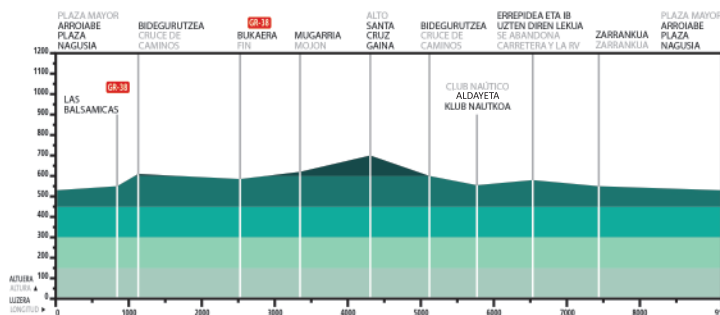 PLAZA MAYOR
ARROIABE
PLAZA
NAGUSIA
BIDEGURUTZEA
CRUCE DE
CAMINOS
GR-38
BUKAERA
FIN
MUGARRIA
MOJON
ALTO
SANTA
CRUZ
GAINA
BIDEGURUTZEA
CRUCE DE
CAMINOS
ERREPIDEA ETA IB
UZTEN DIREN LEKUA
SE ABANDONA
CARRETERA Y LA RV
ZARRANKUA
ZARRANKUA
PLAZA MAYOR
ARROIABE
PLAZA
NAGUSIA
GR-38
LAS
BALSAMICAS
CLUB NAÚTICO
ALDAYETA
KLUB NAUTKOA
1200
1100
1000
900
800
700
600
500
400
300
200
100
0
ALTUERA
ALTURA ▲
LUZERA
LONGITUD ►
0
1000
2000
3000
4000
5000
6000
7000
8000